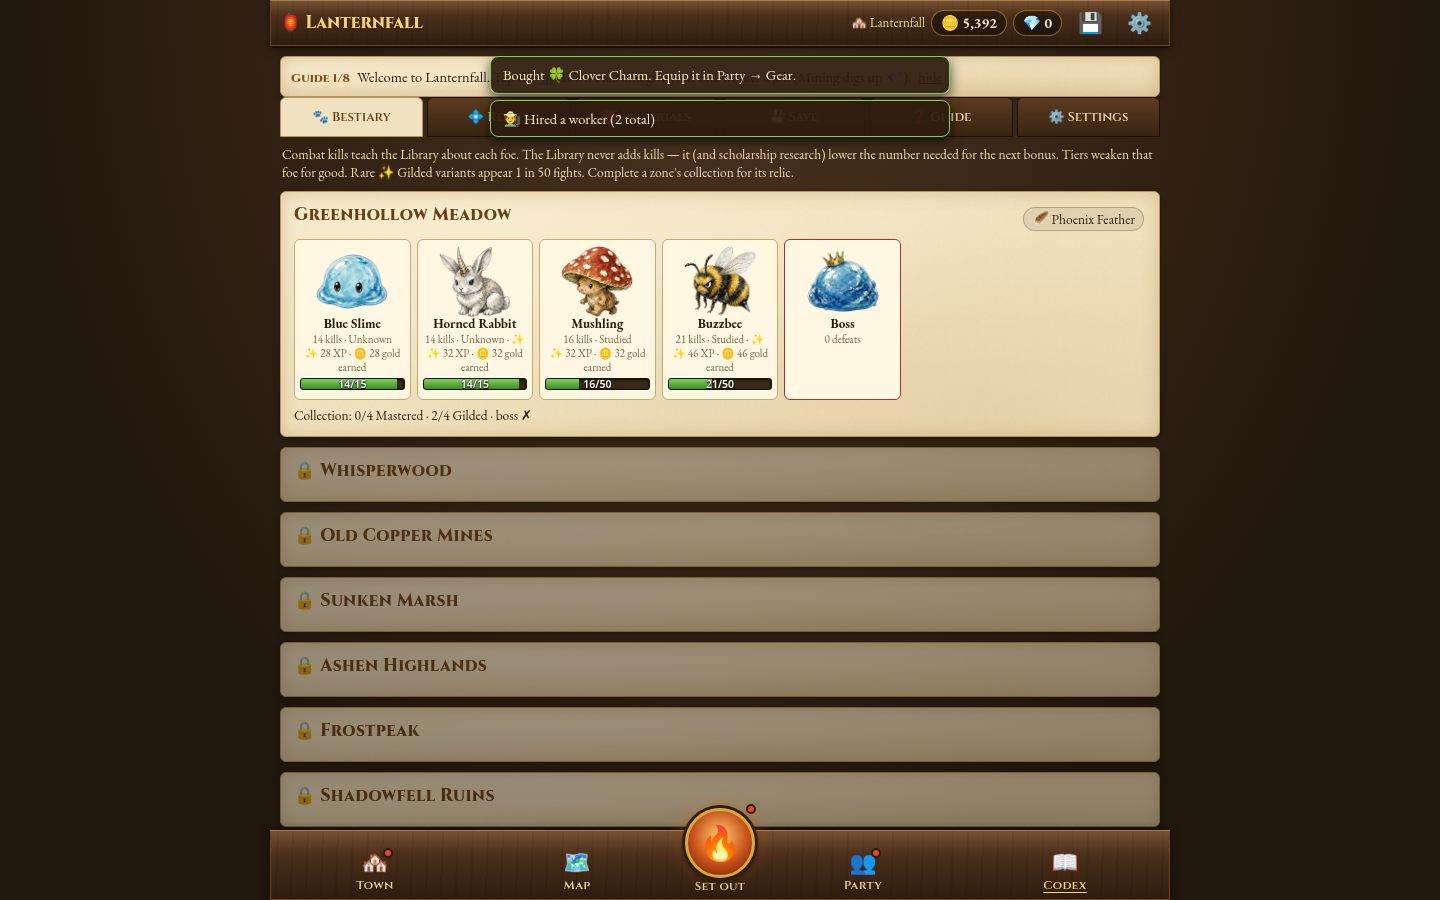 Lanternfall
Lanternfall 5,392 0
Guide 1/8 Welcome to Lanternfall.
Bought Clover Charm. Equip it in Party → Gear.
Hired a worker (2 total)
Bestiary
Settings
Combat kills teach the Library about each foe. The Library never adds kills — it (and scholarship research) lower the number needed for the next bonus. Tiers weaken that
foe for good. Rare ✨ Gilded variants appear 1 in 50 fights. Complete a zone's collection for its relic.
Greenhollow Meadow
Phoenix Feather
Blue Slime
14 kills · Unknown
✨ 28 XP · 🪙 28 gold
earned
14/15
Horned Rabbit
14 kills · Unknown · ✨
✨ 32 XP · 🪙 32 gold
earned
14/15
Mushling
16 kills · Studied
✨ 32 XP · 🪙 32 gold
earned
16/50
Buzzbee
21 kills · Studied · ✨
✨ 46 XP · 🪙 46 gold
earned
21/50
Boss
0 defeats
Collection: 0/4 Mastered · 2/4 Gilded · boss ✗
Whisperwood
Old Copper Mines
Sunken Marsh
Ashen Highlands
Frostpeak
Shadowfell Ruins
Town
Map
Set out
Party
Codex